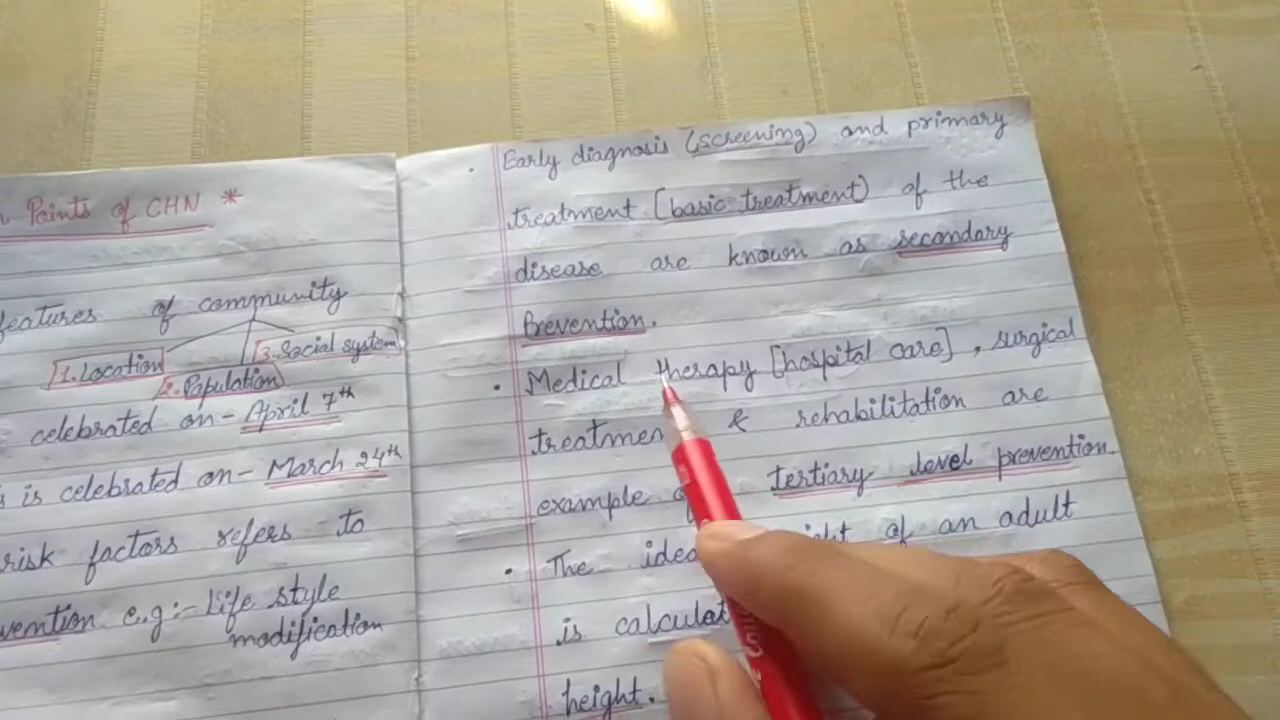 Points of CHN *
features of community
1. Location
2. Population
3. Social system
celebrated on - April 7th
is celebrated on - March 24th
risk factors refers to
vention e.g:- Life style
modification
. Early diagnosis (screening) and primary
treatment [basic treatment) of the
disease are known as secondary
Prevention.
. Medical therapy [hospital care], surgical
treatmen & rehabilitation are
example tertiary level prevention.
. The idea of an adult
is calculat
height.